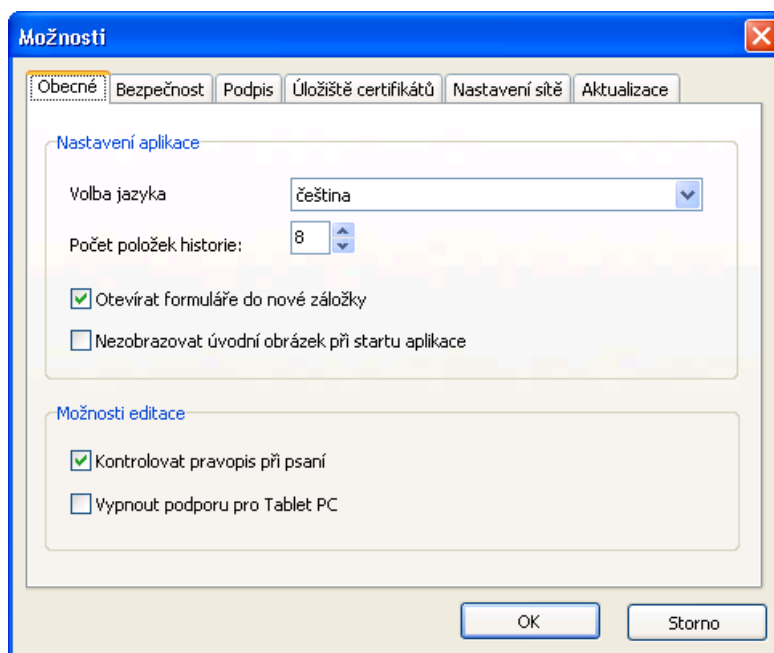 Možnosti
Obecné Bezpečnost Podpis Úložiště certifikátů Nastavení sítě Aktualizace
Nastavení aplikace
Volba jazyka čeština
Počet položek historie: 8
Otevírat formuláře do nové záložky
Nezobrazovat úvodní obrázek při startu aplikace
Možnosti editace
Kontrolovat pravopis při psaní
Vypnout podporu pro Tablet PC
OK Storno